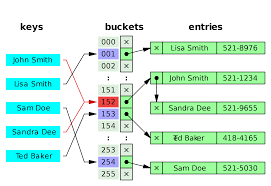 keys buckets entries
000 ×
001 × Lisa Smith 521-8976
002 ×
: :
151 ×
152 × John Smith 521-1234
153 × Sandra Dee 521-9655
154 ×
: : × Ted Baker 418-4165
253 ×
254 × Sam Doe 521-5030
255 ×
John Smith
Lisa Smith
Sam Doe
Sandra Dee
Ted Baker